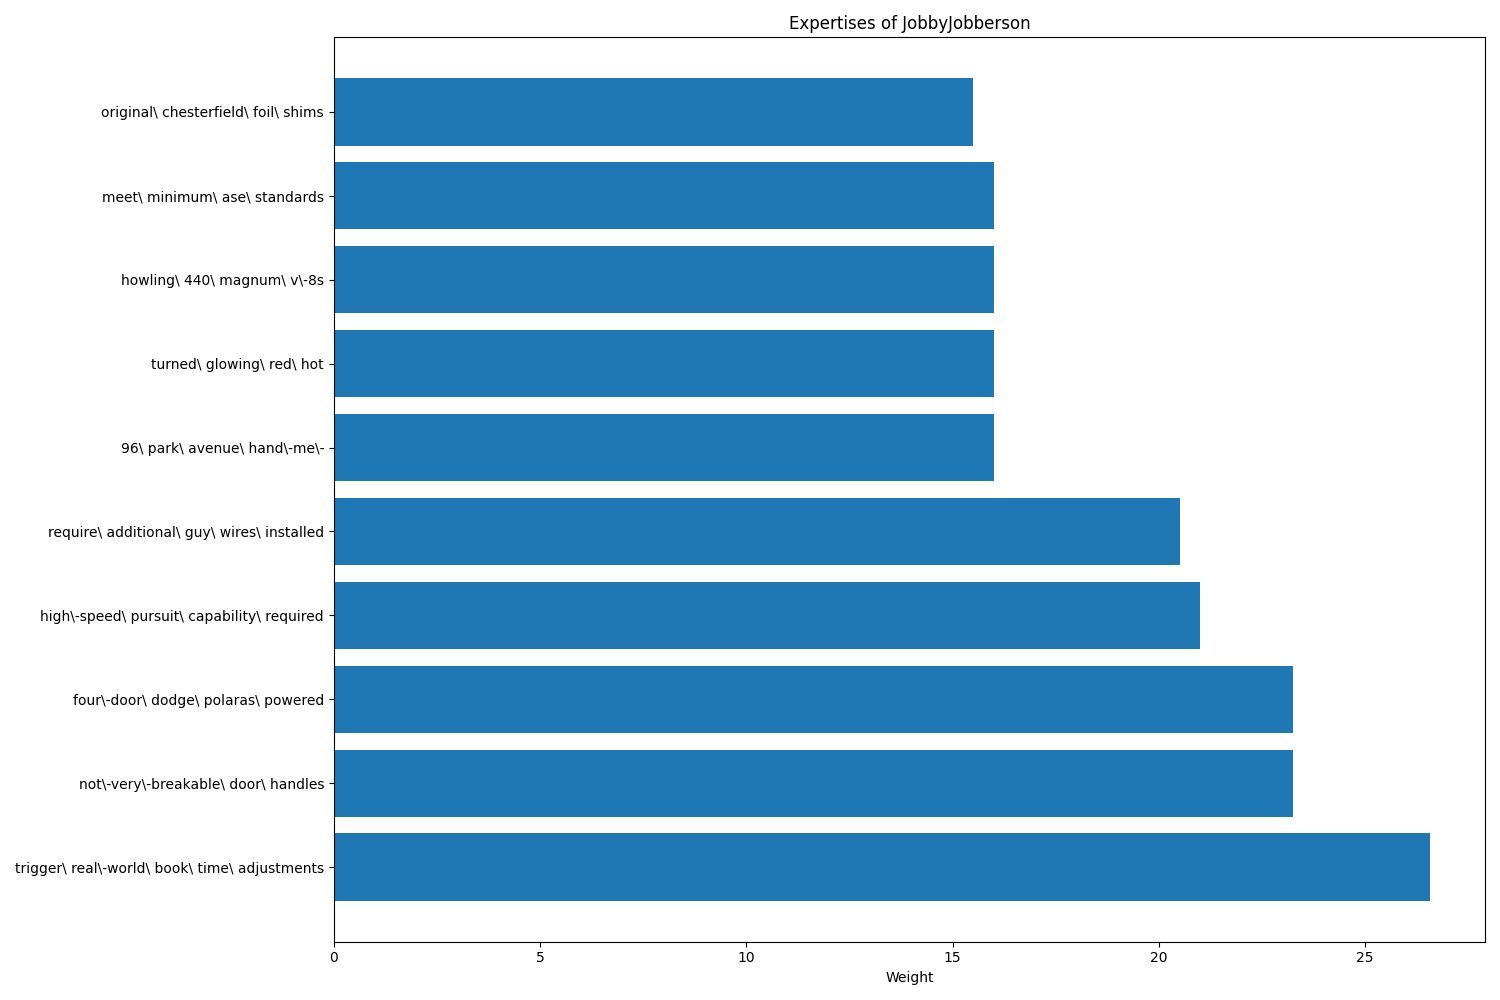 Expertises of JobbyJobberson
original\ chesterfield\ foil\ shims
meet\ minimum\ ase\ standards
howling\ 440\ magnum\ v\-8s
turned\ glowing\ red\ hot
96\ park\ avenue\ hand\-me\-
require\ additional\ guy\ wires\ installed
high\-speed\ pursuit\ capability\ required
four\-door\ dodge\ polaras\ powered
not\-very\-breakable\ door\ handles
trigger\ real\-world\ book\ time\ adjustments
0 5 10 15 20 25
Weight